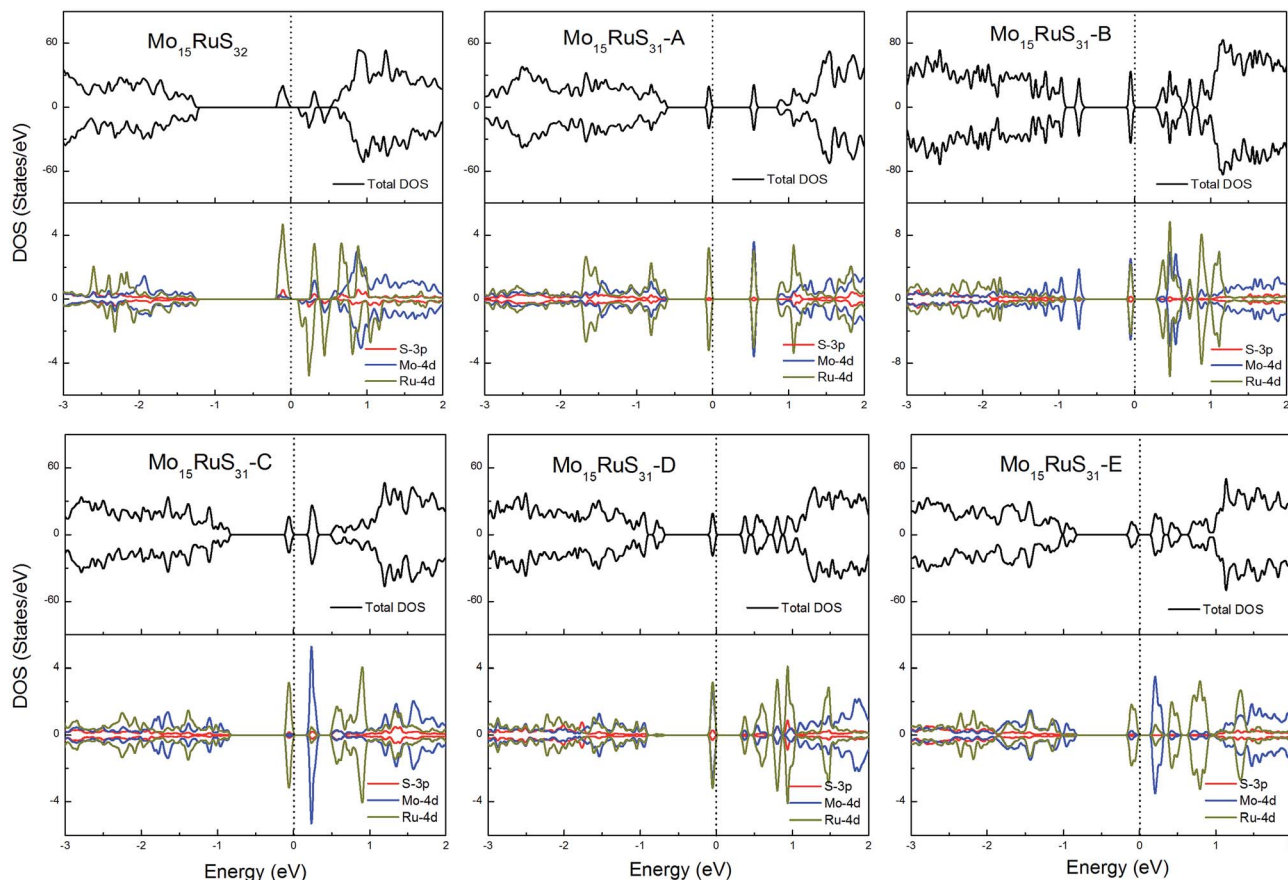 Mo15RuS32
60
0
-60
Total DOS
4
0
-4
S-3p
Mo-4d
Ru-4d
-3 -2 -1 0 1 2
Mo15RuS31-A
60
0
-60
Total DOS
4
0
-4
S-3p
Mo-4d
Ru-4d
-3 -2 -1 0 1 2
Mo15RuS31-B
80
0
-80
Total DOS
8
0
-8
S-3p
Mo-4d
Ru-4d
-3 -2 -1 0 1 2
DOS (States/eV)
Mo15RuS31-C
60
0
-60
Total DOS
4
0
-4
S-3p
Mo-4d
Ru-4d
-3 -2 -1 0 1 2
Energy (eV)
Mo15RuS31-D
60
0
-60
Total DOS
4
0
-4
S-3p
Mo-4d
Ru-4d
-3 -2 -1 0 1 2
Energy (eV)
Mo15RuS31-E
60
0
-60
Total DOS
4
0
-4
S-3p
Mo-4d
Ru-4d
-3 -2 -1 0 1 2
Energy (eV)
DOS (States/eV)